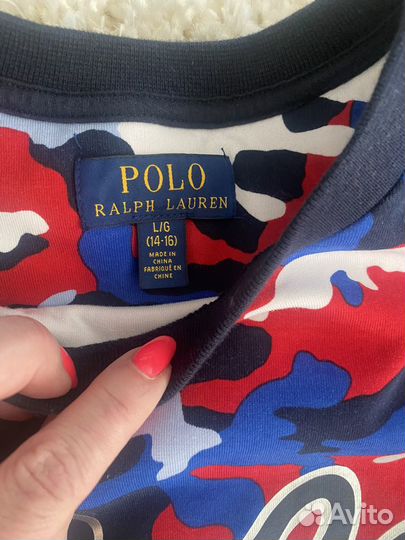 POLO
RALPH LAUREN
L/G
(14-16)
MADE IN
CHINA
FABRIQUÉ EN
CHINE
Avito